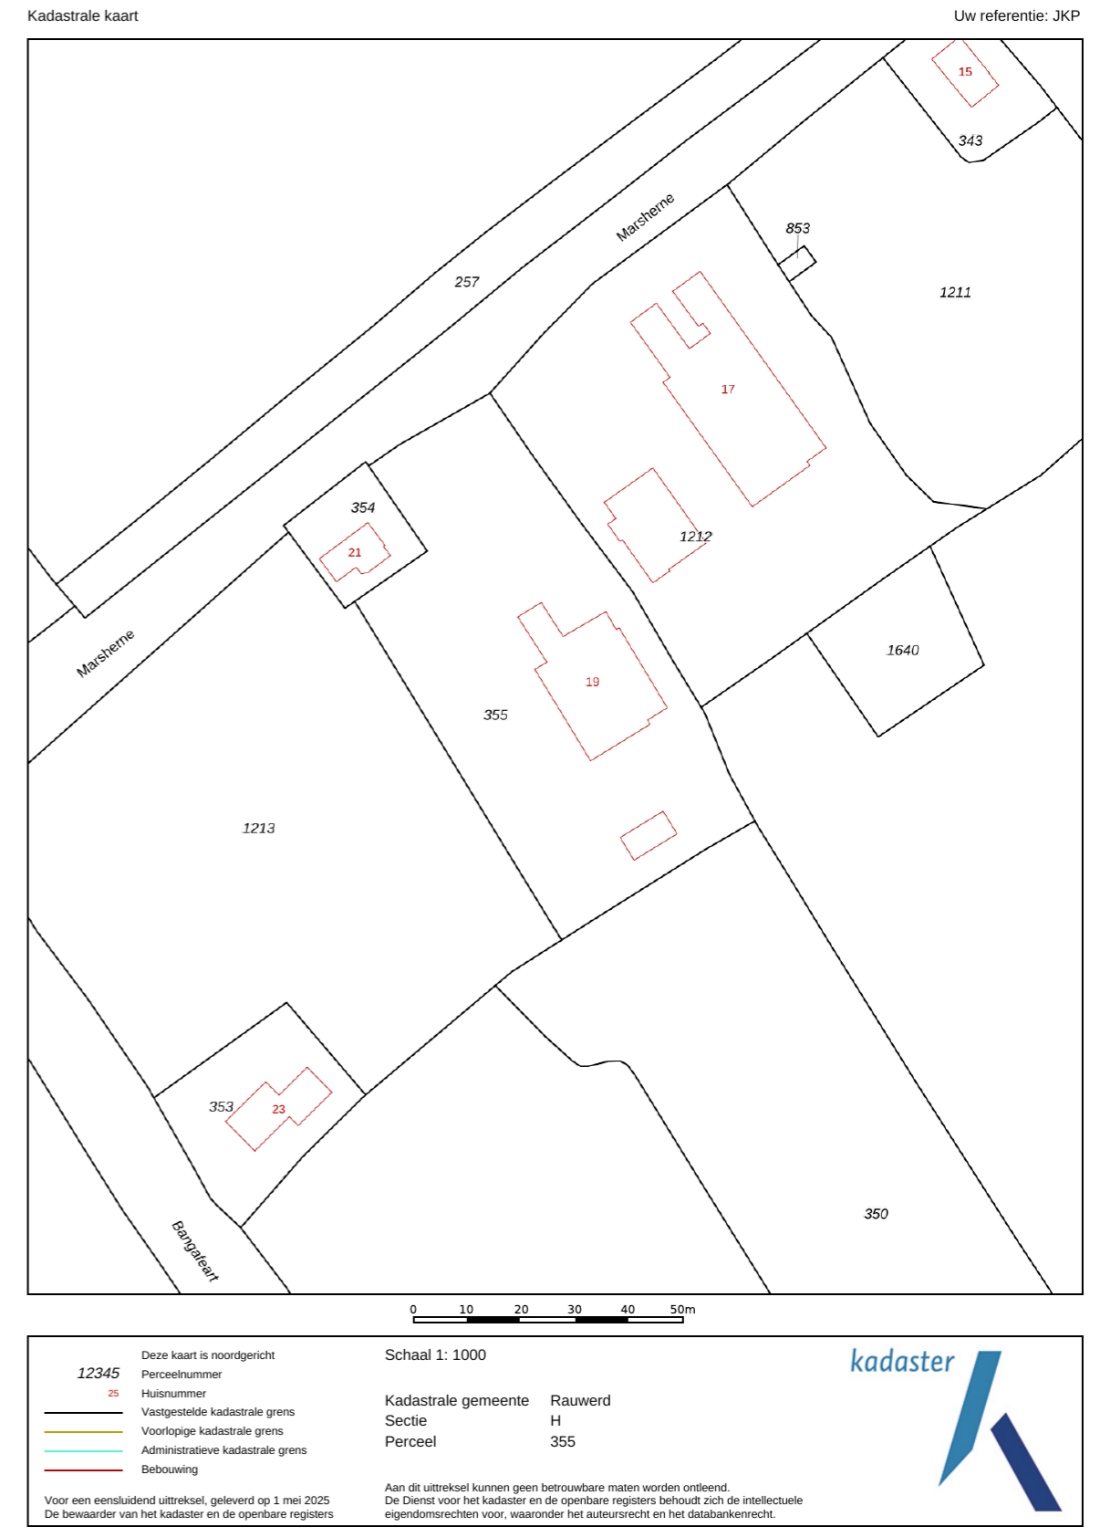 Kadastrale kaart
Uw referentie: JKP
15
343
Marsherne
853
257
1211
17
354
1212
21
Marsherne
1640
19
355
1213
353
23
350
Bangafeart
0 10 20 30 40 50m
Deze kaart is noordgericht
12345 Perceelnummer
25 Huisnummer
Vastgestelde kadastrale grens
Voorlopige kadastrale grens
Administratieve kadastrale grens
Bebouwing
Voor een eensluidend uittreksel, geleverd op 1 mei 2025
De bewaarder van het kadaster en de openbare registers
Schaal 1: 1000
Kadastrale gemeente Rauwerd
Sectie H
Perceel 355
Aan dit uittreksel kunnen geen betrouwbare maten worden ontleend.
De Dienst voor het kadaster en de openbare registers behoudt zich de intellectuele
eigendomsrechten voor, waaronder het auteursrecht en het databankenrecht.
kadaster